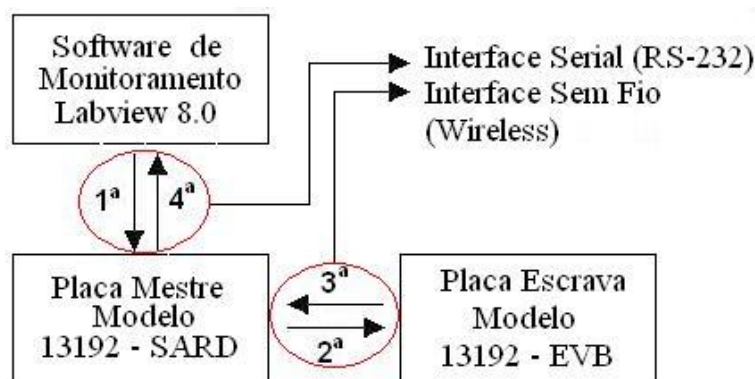 Software de
Monitoramento
Labview 8.0
Interface Serial (RS-232)
Interface Sem Fio
(Wireless)
1ª
4ª
Placa Mestre
Modelo
13192 - SARD
3ª
2ª
Placa Escrava
Modelo
13192 - EVB